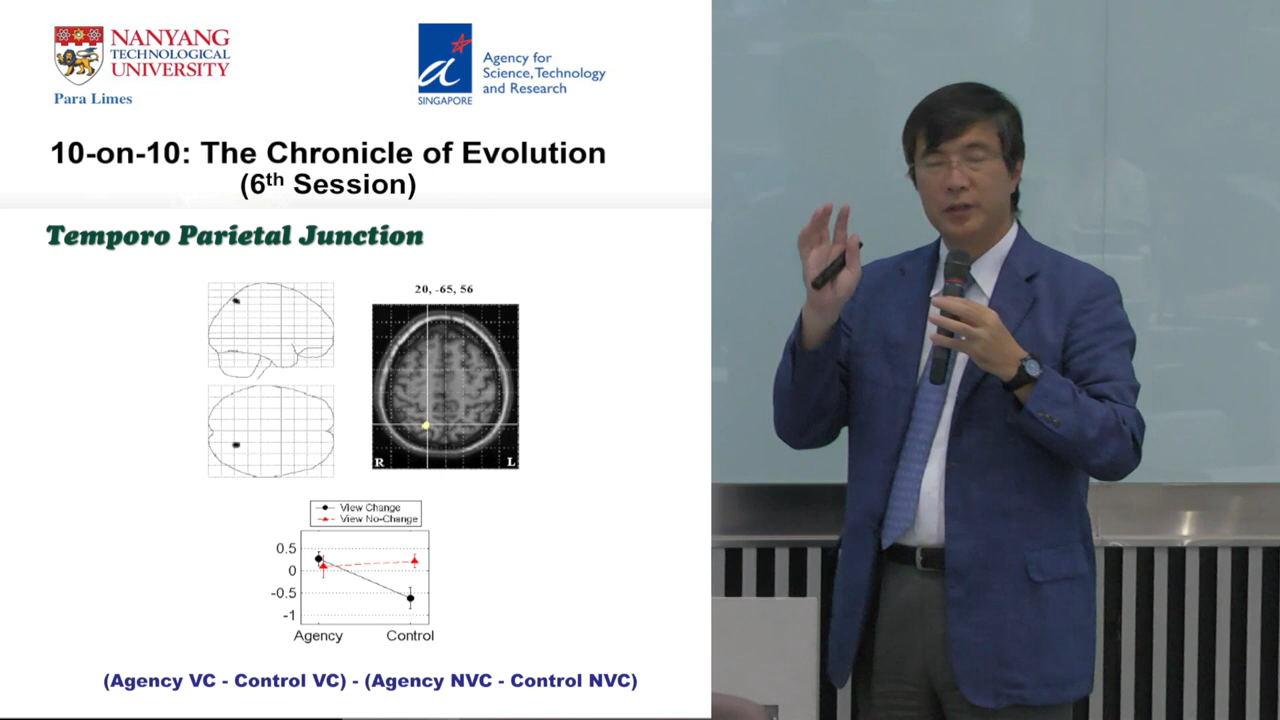 NANYANG
TECHNOLOGICAL
UNIVERSITY
Para Limes
Agency for
Science, Technology
and Research
SINGAPORE
10-on-10: The Chronicle of Evolution
(6th Session)
Temporo Parietal Junction
20, -65, 56
R L
View Change
View No-Change
0.5
0
-0.5
-1
Agency Control
(Agency VC - Control VC) - (Agency NVC - Control NVC)